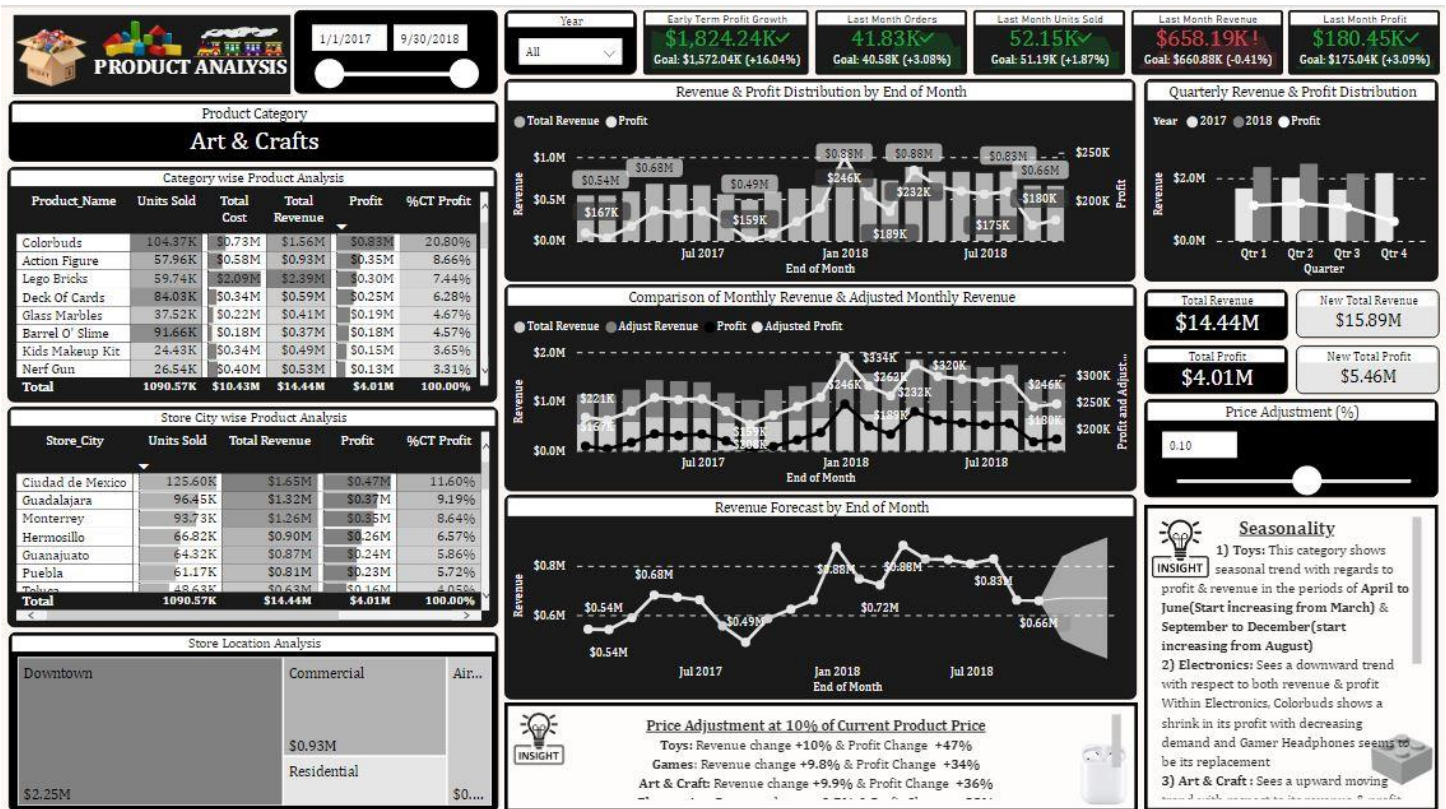 PRODUCT ANALYSIS
1/1/2017
9/30/2018
Year
All
Early Term Profit Growth
$1,824.24K
Goal: $1,572.04K (+16.04%)
Last Month Orders
41.83K
Goal: 40.58K (+3.08%)
Last Month Units Sold
52.15K
Goal: 51.19K (+1.87%)
Last Month Revenue
$658.19K!
Goal: $660.88K (-0.41%)
Last Month Profit
$180.45K
Goal: $175.04K (+3.09%)
Product Category
Art & Crafts
Category wise Product Analysis
Product_Name Units Sold Total Cost Total Revenue Profit %CT Profit
Colorbuds 104.37K $0.73M $1.56M $0.83M 20.80%
Action Figure 57.96K $0.58M $0.93M $0.35M 8.66%
Lego Bricks 59.74K $2.09M $2.39M $0.30M 7.44%
Deck Of Cards 84.03K $0.34M $0.59M $0.25M 6.28%
Glass Marbles 37.52K $0.22M $0.41M $0.19M 4.67%
Barrel O' Slime 91.66K $0.18M $0.37M $0.18M 4.57%
Kids Makeup Kit 24.43K $0.34M $0.49M $0.15M 3.65%
Nerf Gun 26.54K $0.40M $0.53M $0.13M 3.31%
Total 1090.57K $10.43M $14.44M $4.01M 100.00%
Store City wise Product Analysis
Store_City Units Sold Total Revenue Profit %CT Profit
Ciudad de Mexico 125.60K $1.65M $0.47M 11.60%
Guadalajara 96.45K $1.32M $0.37M 9.19%
Monterrey 93.73K $1.26M $0.35M 8.64%
Hermosillo 66.82K $0.90M $0.26M 6.57%
Guanajuato 64.32K $0.87M $0.24M 5.86%
Puebla 61.17K $0.81M $0.23M 5.72%
Toluca 48.63K $0.63M $0.16M 4.05%
Total 1090.57K $14.44M $4.01M 100.00%
Store Location Analysis
Downtown
$2.25M
Commercial
$0.93M
Residential
Air...
$0....
Revenue & Profit Distribution by End of Month
Total Revenue Profit
$1.0M
$0.5M
$0.0M
Revenue
$0.54M
$0.68M
$0.49M
$0.88M
$0.88M
$0.83M
$0.66M
$167K
$159K
$246K
$189K
$232K
$175K
$180K
$250K
$200K
Profit
Jul 2017
Jan 2018
Jul 2018
End of Month
Comparison of Monthly Revenue & Adjusted Monthly Revenue
Total Revenue Adjust Revenue Profit Adjusted Profit
$2.0M
$1.0M
$0.0M
Revenue
$221K
$167K
$159K
$208K
$334K
$246K
$262K
$189K
$232K
$320K
$246K
$180K
$300K
$250K
$200K
Profit and Adjust...
Jul 2017
Jan 2018
Jul 2018
End of Month
Revenue Forecast by End of Month
$0.8M
$0.6M
Revenue
$0.54M
$0.54M
$0.68M
$0.49M
$0.88M
$0.72M
$0.88M
$0.83M
$0.66M
Jul 2017
Jan 2018
Jul 2018
End of Month
INSIGHT
Price Adjustment at 10% of Current Product Price
Toys: Revenue change +10% & Profit Change +47%
Games: Revenue change +9.8% & Profit Change +34%
Art & Craft: Revenue change +9.9% & Profit Change +36%
Quarterly Revenue & Profit Distribution
Year 2017 2018 Profit
$2.0M
$0.0M
Revenue
Qtr 1
Qtr 2
Qtr 3
Qtr 4
Quarter
Total Revenue
$14.44M
New Total Revenue
$15.89M
Total Profit
$4.01M
New Total Profit
$5.46M
Price Adjustment (%)
0.10
INSIGHT
Seasonality
1) Toys: This category shows
seasonal trend with regards to
profit & revenue in the periods of April to
June(Start increasing from March) &
September to December(start
increasing from August)
2) Electronics: Sees a downward trend
with respect to both revenue & profit
Within Electronics, Colorbuds shows a
shrink in its profit with decreasing
demand and Gamer Headphones seems to
be its replacement
3) Art & Craft : Sees a upward moving